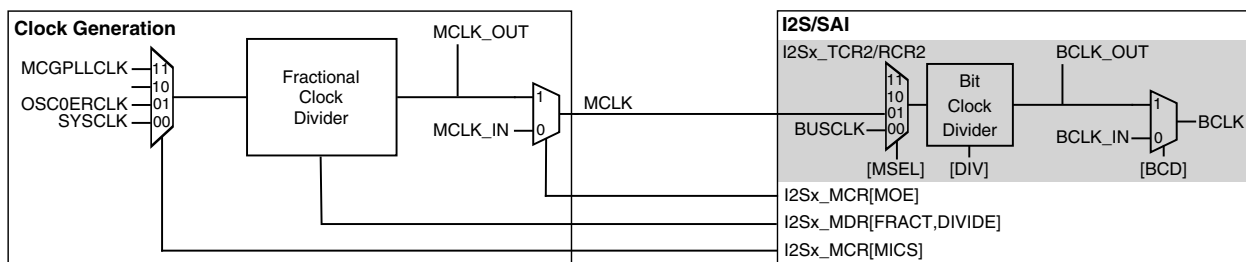 Clock Generation
MCGPLLCLK
OSC0ERCLK
SYSCLK
11
10
01
00
Fractional
Clock
Divider
MCLK_OUT
MCLK_IN
1
0
MCLK
I2S/SAI
I2Sx_TCR2/RCR2
BUSCLK
11
10
01
00
[MSEL]
Bit
Clock
Divider
[DIV]
BCLK_OUT
BCLK_IN
1
0
[BCD]
BCLK
I2Sx_MCR[MOE]
I2Sx_MDR[FRACT,DIVIDE]
I2Sx_MCR[MICS]